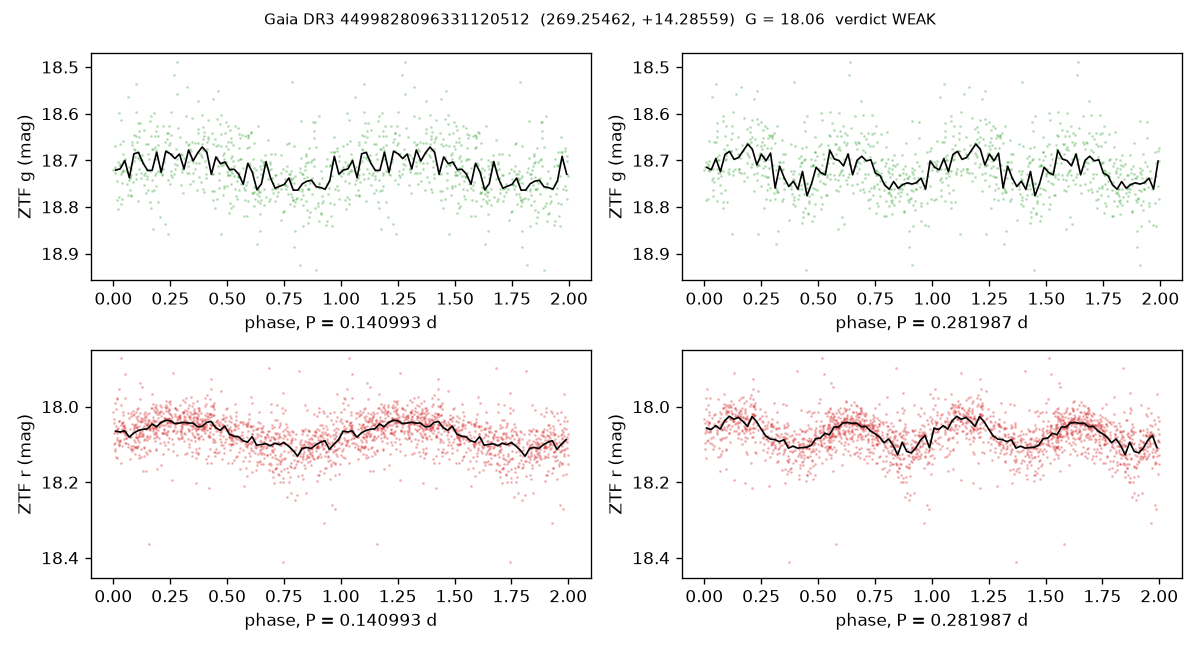 Gaia DR3 4499828096331120512 (269.25462, +14.28559) G = 18.06 verdict WEAK
ZTF g (mag)
18.5
18.6
18.7
18.8
18.9
0.00 0.25 0.50 0.75 1.00 1.25 1.50 1.75 2.00
phase, P = 0.140993 d
ZTF g (mag)
18.5
18.6
18.7
18.8
18.9
0.00 0.25 0.50 0.75 1.00 1.25 1.50 1.75 2.00
phase, P = 0.281987 d
ZTF r (mag)
18.0
18.2
18.4
0.00 0.25 0.50 0.75 1.00 1.25 1.50 1.75 2.00
phase, P = 0.140993 d
ZTF r (mag)
18.0
18.2
18.4
0.00 0.25 0.50 0.75 1.00 1.25 1.50 1.75 2.00
phase, P = 0.281987 d